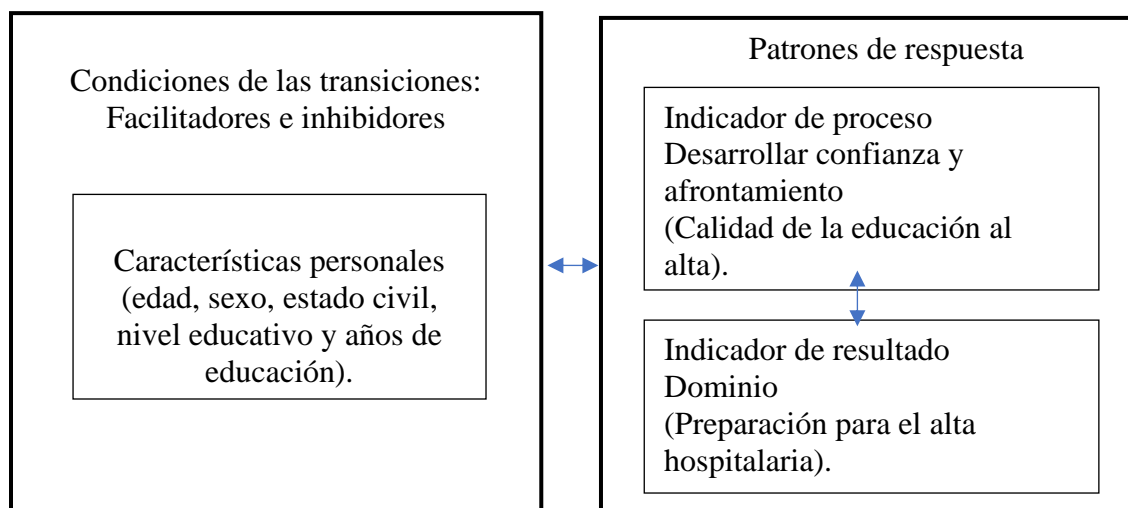 Condiciones de las transiciones:
Facilitadores e inhibidores
Características personales
(edad, sexo, estado civil,
nivel educativo y años de
educación).
Patrones de respuesta
Indicador de proceso
Desarrollar confianza y
afrontamiento
(Calidad de la educación al
alta).
Indicador de resultado
Dominio
(Preparación para el alta
hospitalaria).